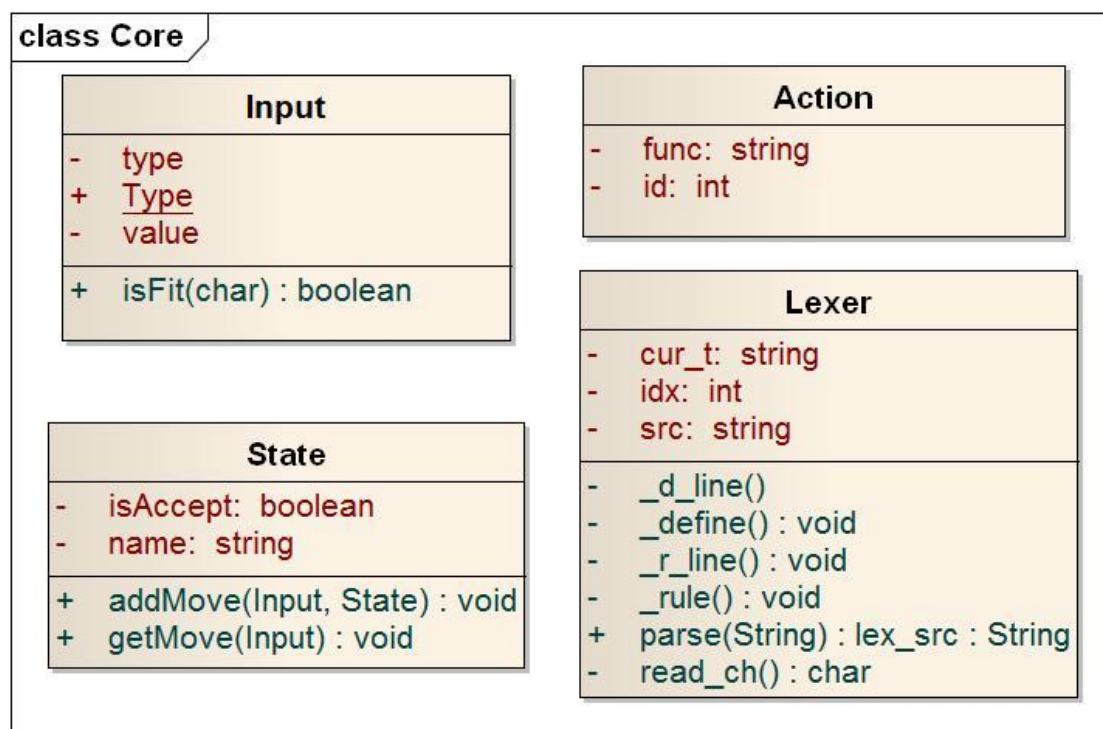 class Core
Input
- type
+ Type
- value
+ isFit(char) : boolean
Action
- func: string
- id: int
State
- isAccept: boolean
- name: string
+ addMove(Input, State) : void
+ getMove(Input) : void
Lexer
- cur_t: string
- idx: int
- src: string
- _d_line()
- _define() : void
- _r_line() : void
- _rule() : void
+ parse(String) : lex_src : String
- read_ch() : char